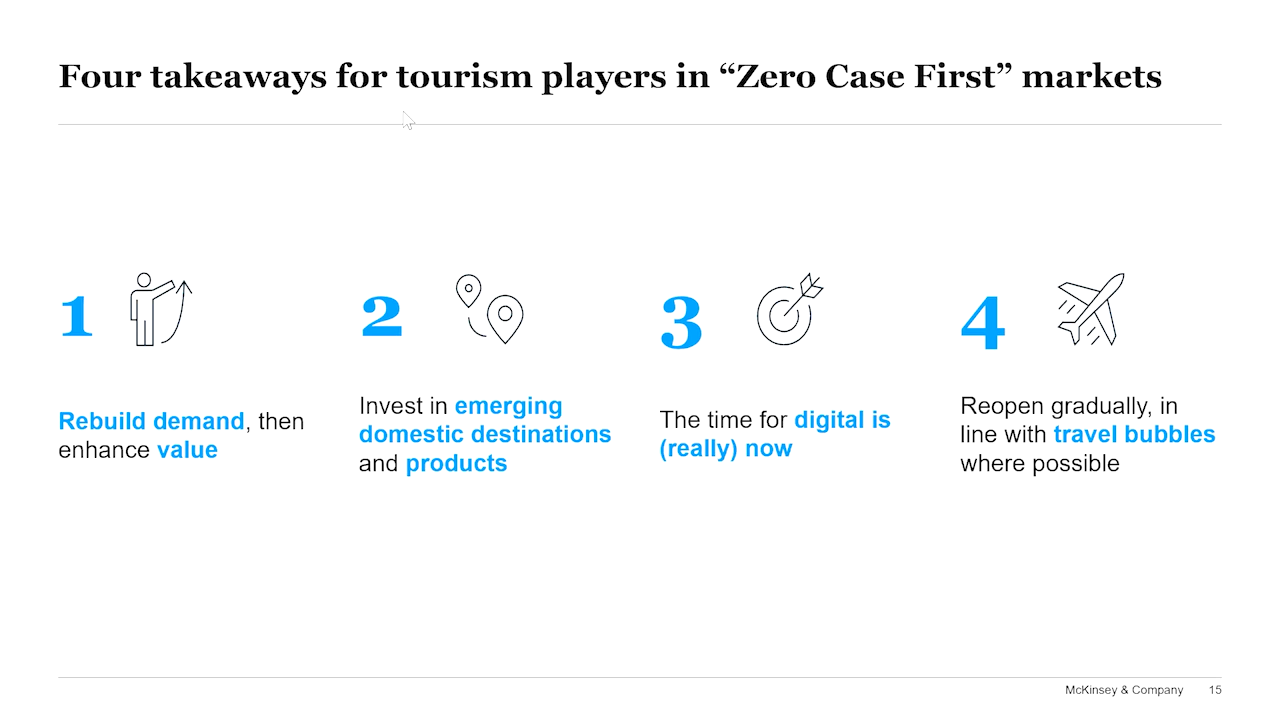 Four takeaways for tourism players in “Zero Case First” markets
1
Rebuild demand, then
enhance value
2
Invest in emerging
domestic destinations
and products
3
The time for digital is
(really) now
4
Reopen gradually, in
line with travel bubbles
where possible
McKinsey & Company 15